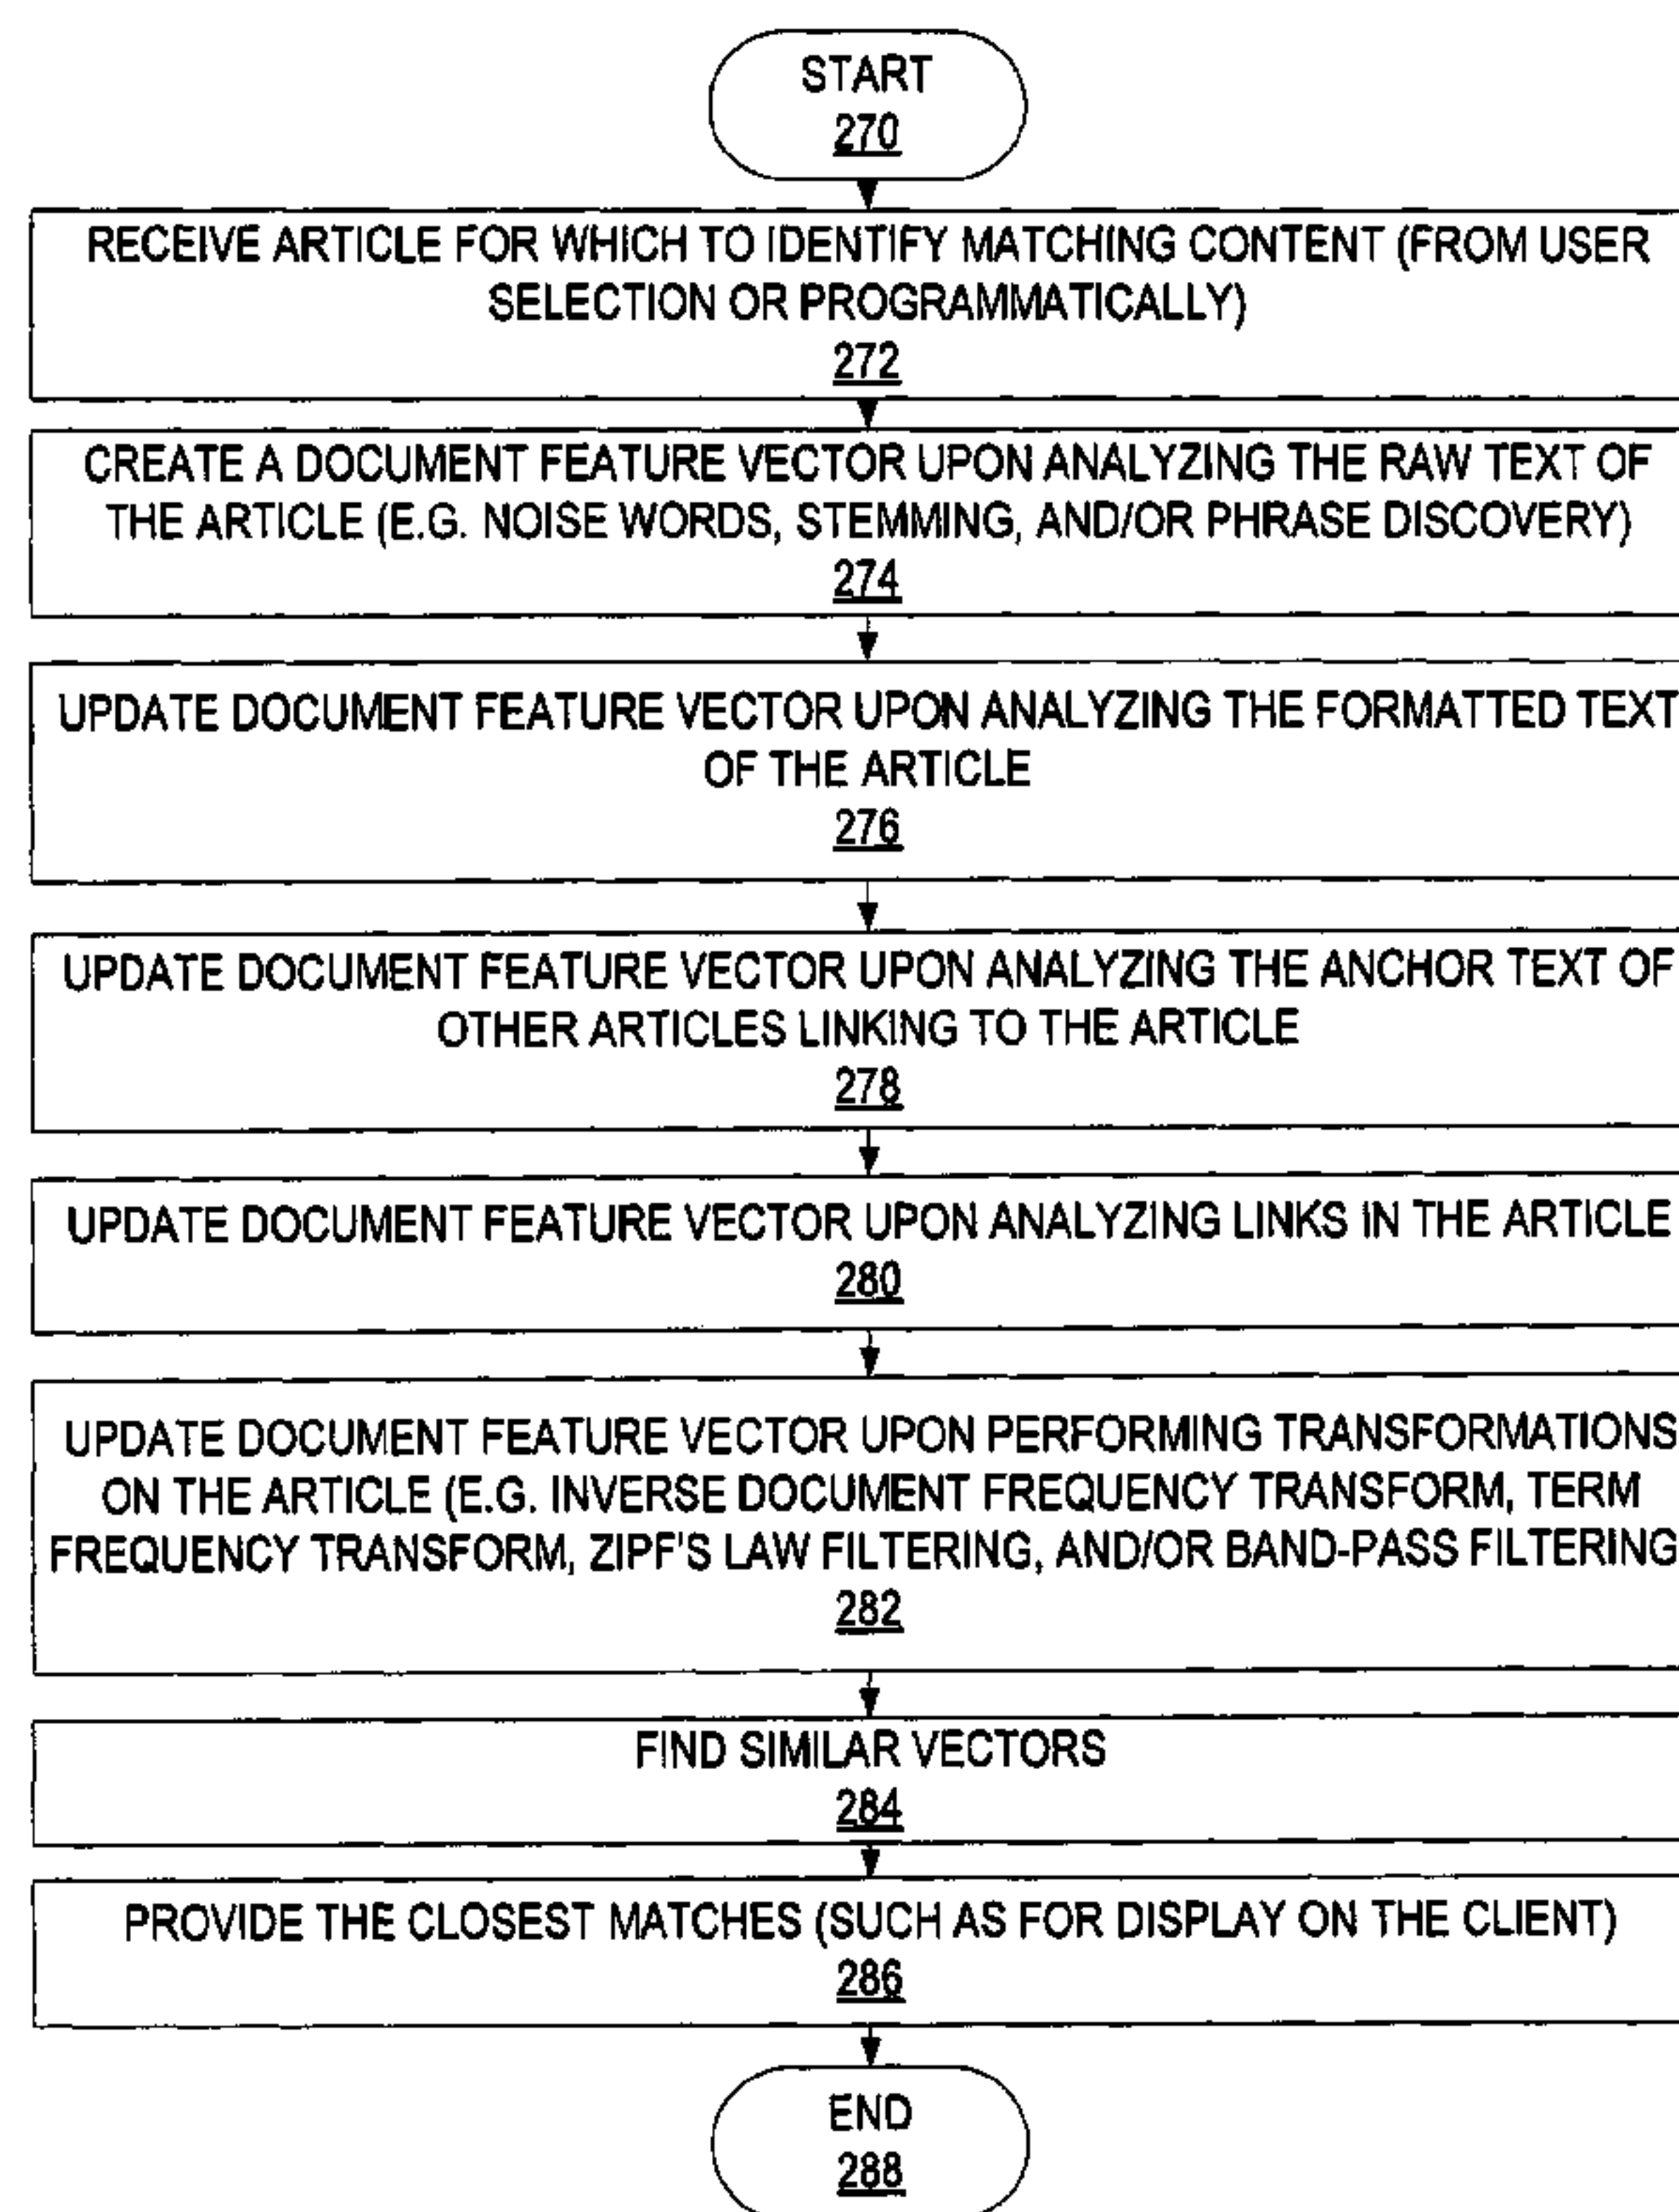 START
270
RECEIVE ARTICLE FOR WHICH TO IDENTIFY MATCHING CONTENT (FROM USER
SELECTION OR PROGRAMMATICALLY)
272
CREATE A DOCUMENT FEATURE VECTOR UPON ANALYZING THE RAW TEXT OF
THE ARTICLE (E.G. NOISE WORDS, STEMMING, AND/OR PHRASE DISCOVERY)
274
UPDATE DOCUMENT FEATURE VECTOR UPON ANALYZING THE FORMATTED TEXT
OF THE ARTICLE
276
UPDATE DOCUMENT FEATURE VECTOR UPON ANALYZING THE ANCHOR TEXT OF
OTHER ARTICLES LINKING TO THE ARTICLE
278
UPDATE DOCUMENT FEATURE VECTOR UPON ANALYZING LINKS IN THE ARTICLE
280
UPDATE DOCUMENT FEATURE VECTOR UPON PERFORMING TRANSFORMATIONS
ON THE ARTICLE (E.G. INVERSE DOCUMENT FREQUENCY TRANSFORM, TERM
FREQUENCY TRANSFORM, ZIPF'S LAW FILTERING, AND/OR BAND-PASS FILTERING
282
FIND SIMILAR VECTORS
284
PROVIDE THE CLOSEST MATCHES (SUCH AS FOR DISPLAY ON THE CLIENT)
286
END
288